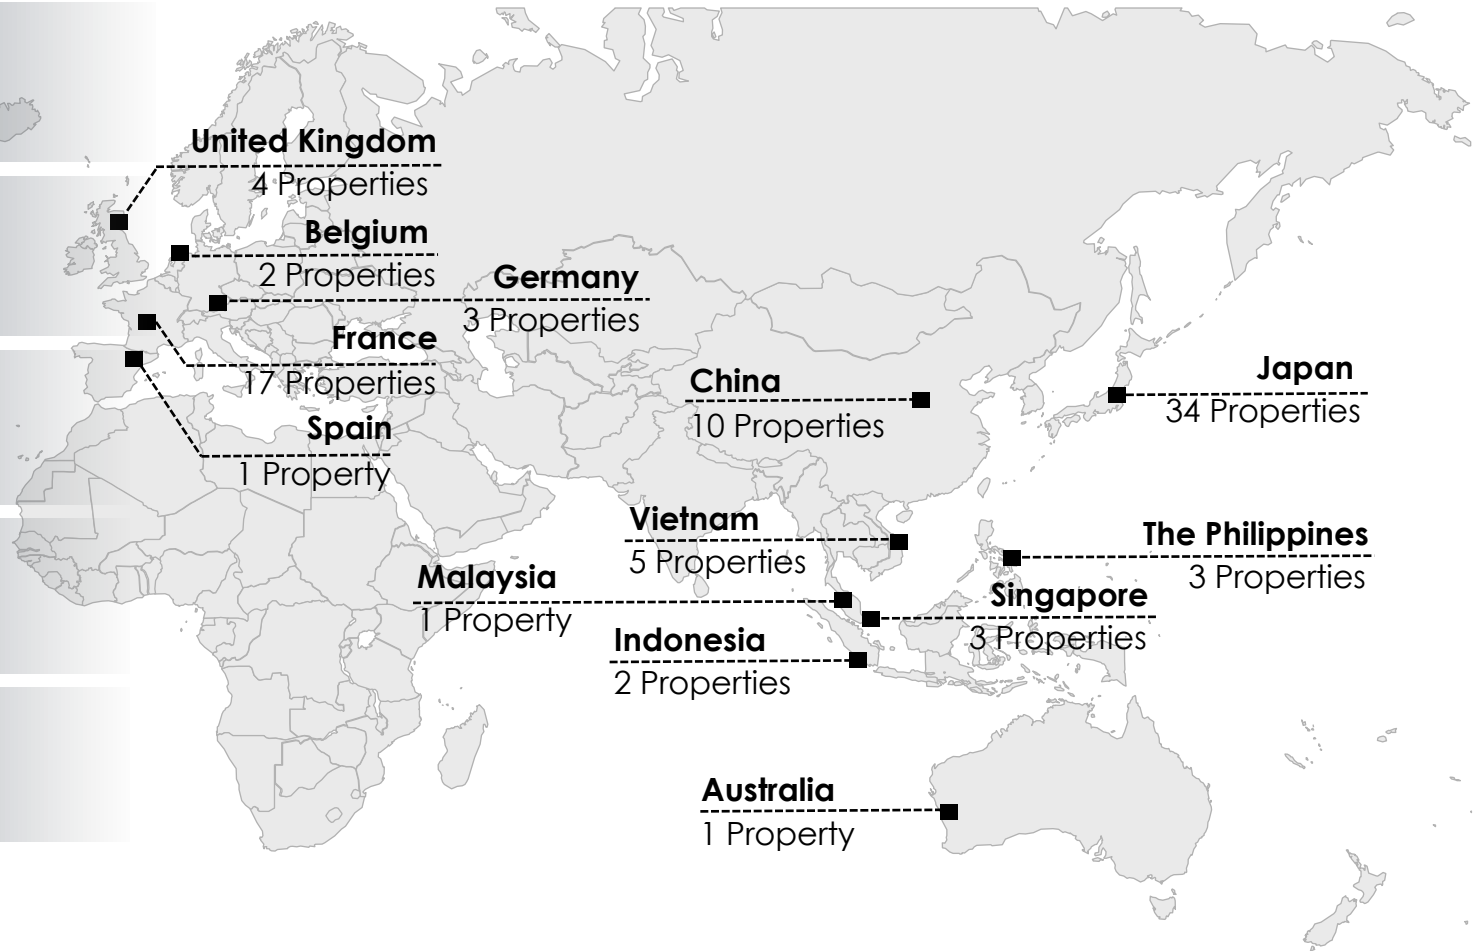 United Kingdom
4 Properties
Belgium
2 Properties
Germany
3 Properties
France
17 Properties
Spain
1 Property
China
10 Properties
Japan
34 Properties
Vietnam
5 Properties
The Philippines
3 Properties
Malaysia
1 Property
Singapore
3 Properties
Indonesia
2 Properties
Australia
1 Property